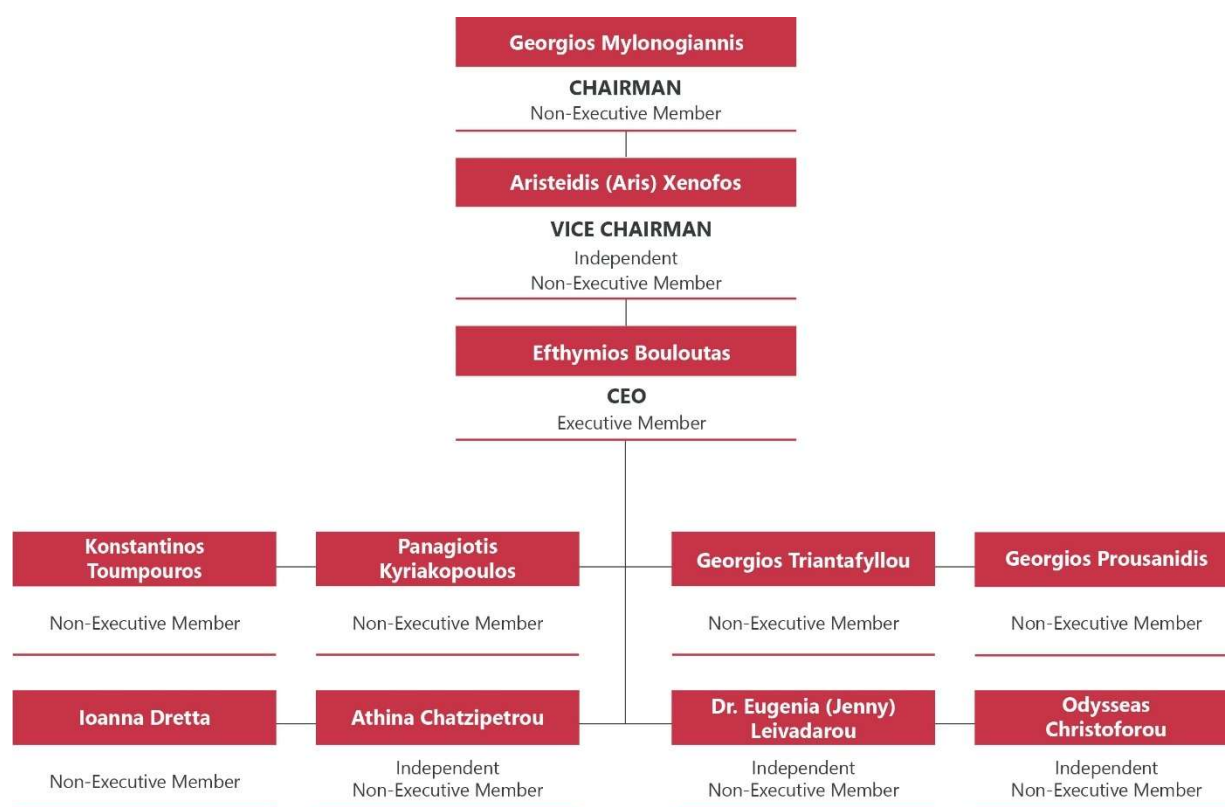 Georgios Mylonogiannis
CHAIRMAN
Non-Executive Member
Aristeidis (Aris) Xenofos
VICE CHAIRMAN
Independent
Non-Executive Member
Efthymios Bouloutas
CEO
Executive Member
Konstantinos
Toumpouros
Non-Executive Member
Panagiotis
Kyriakopoulos
Non-Executive Member
Georgios Triantafyllou
Non-Executive Member
Georgios Prousanidis
Non-Executive Member
Ioanna Dretta
Non-Executive Member
Athina Chatzipetrou
Independent
Non-Executive Member
Dr. Eugenia (Jenny)
Leivadarou
Independent
Non-Executive Member
Odysseas
Christoforou
Independent
Non-Executive Member